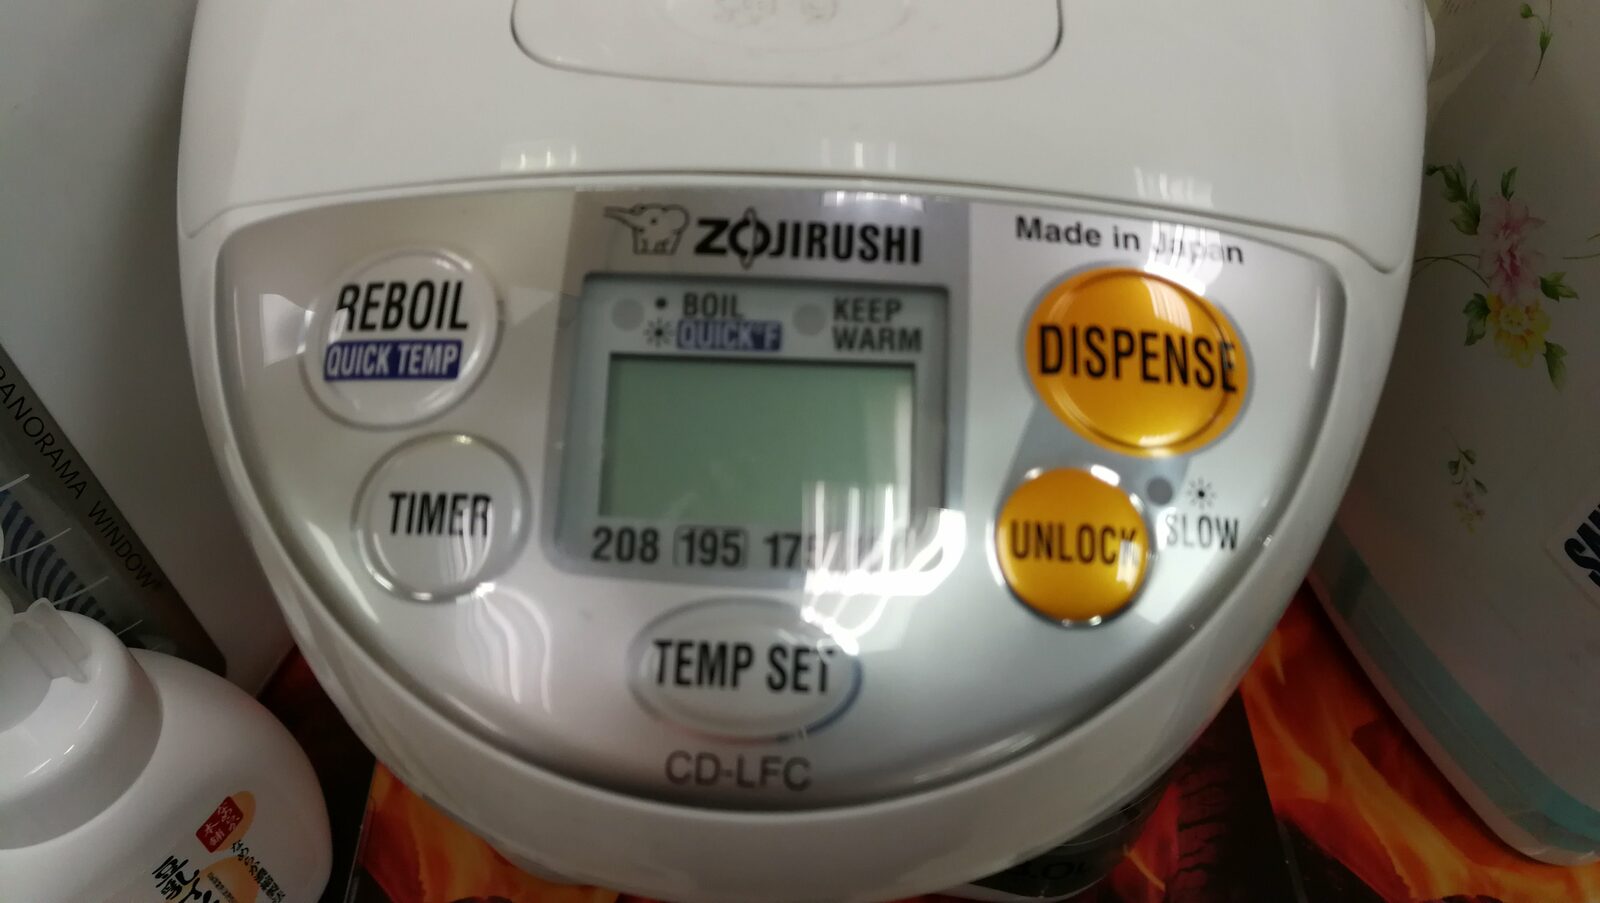 ZOJIRUSHI
Made in Japan
REBOIL
QUICK TEMP
• BOIL
QUICK°F
KEEP
WARM
DISPENSE
TIMER
208 195 175
UNLOCK
SLOW
TEMP SET
CD-LFC
PANORAMA WINDOW